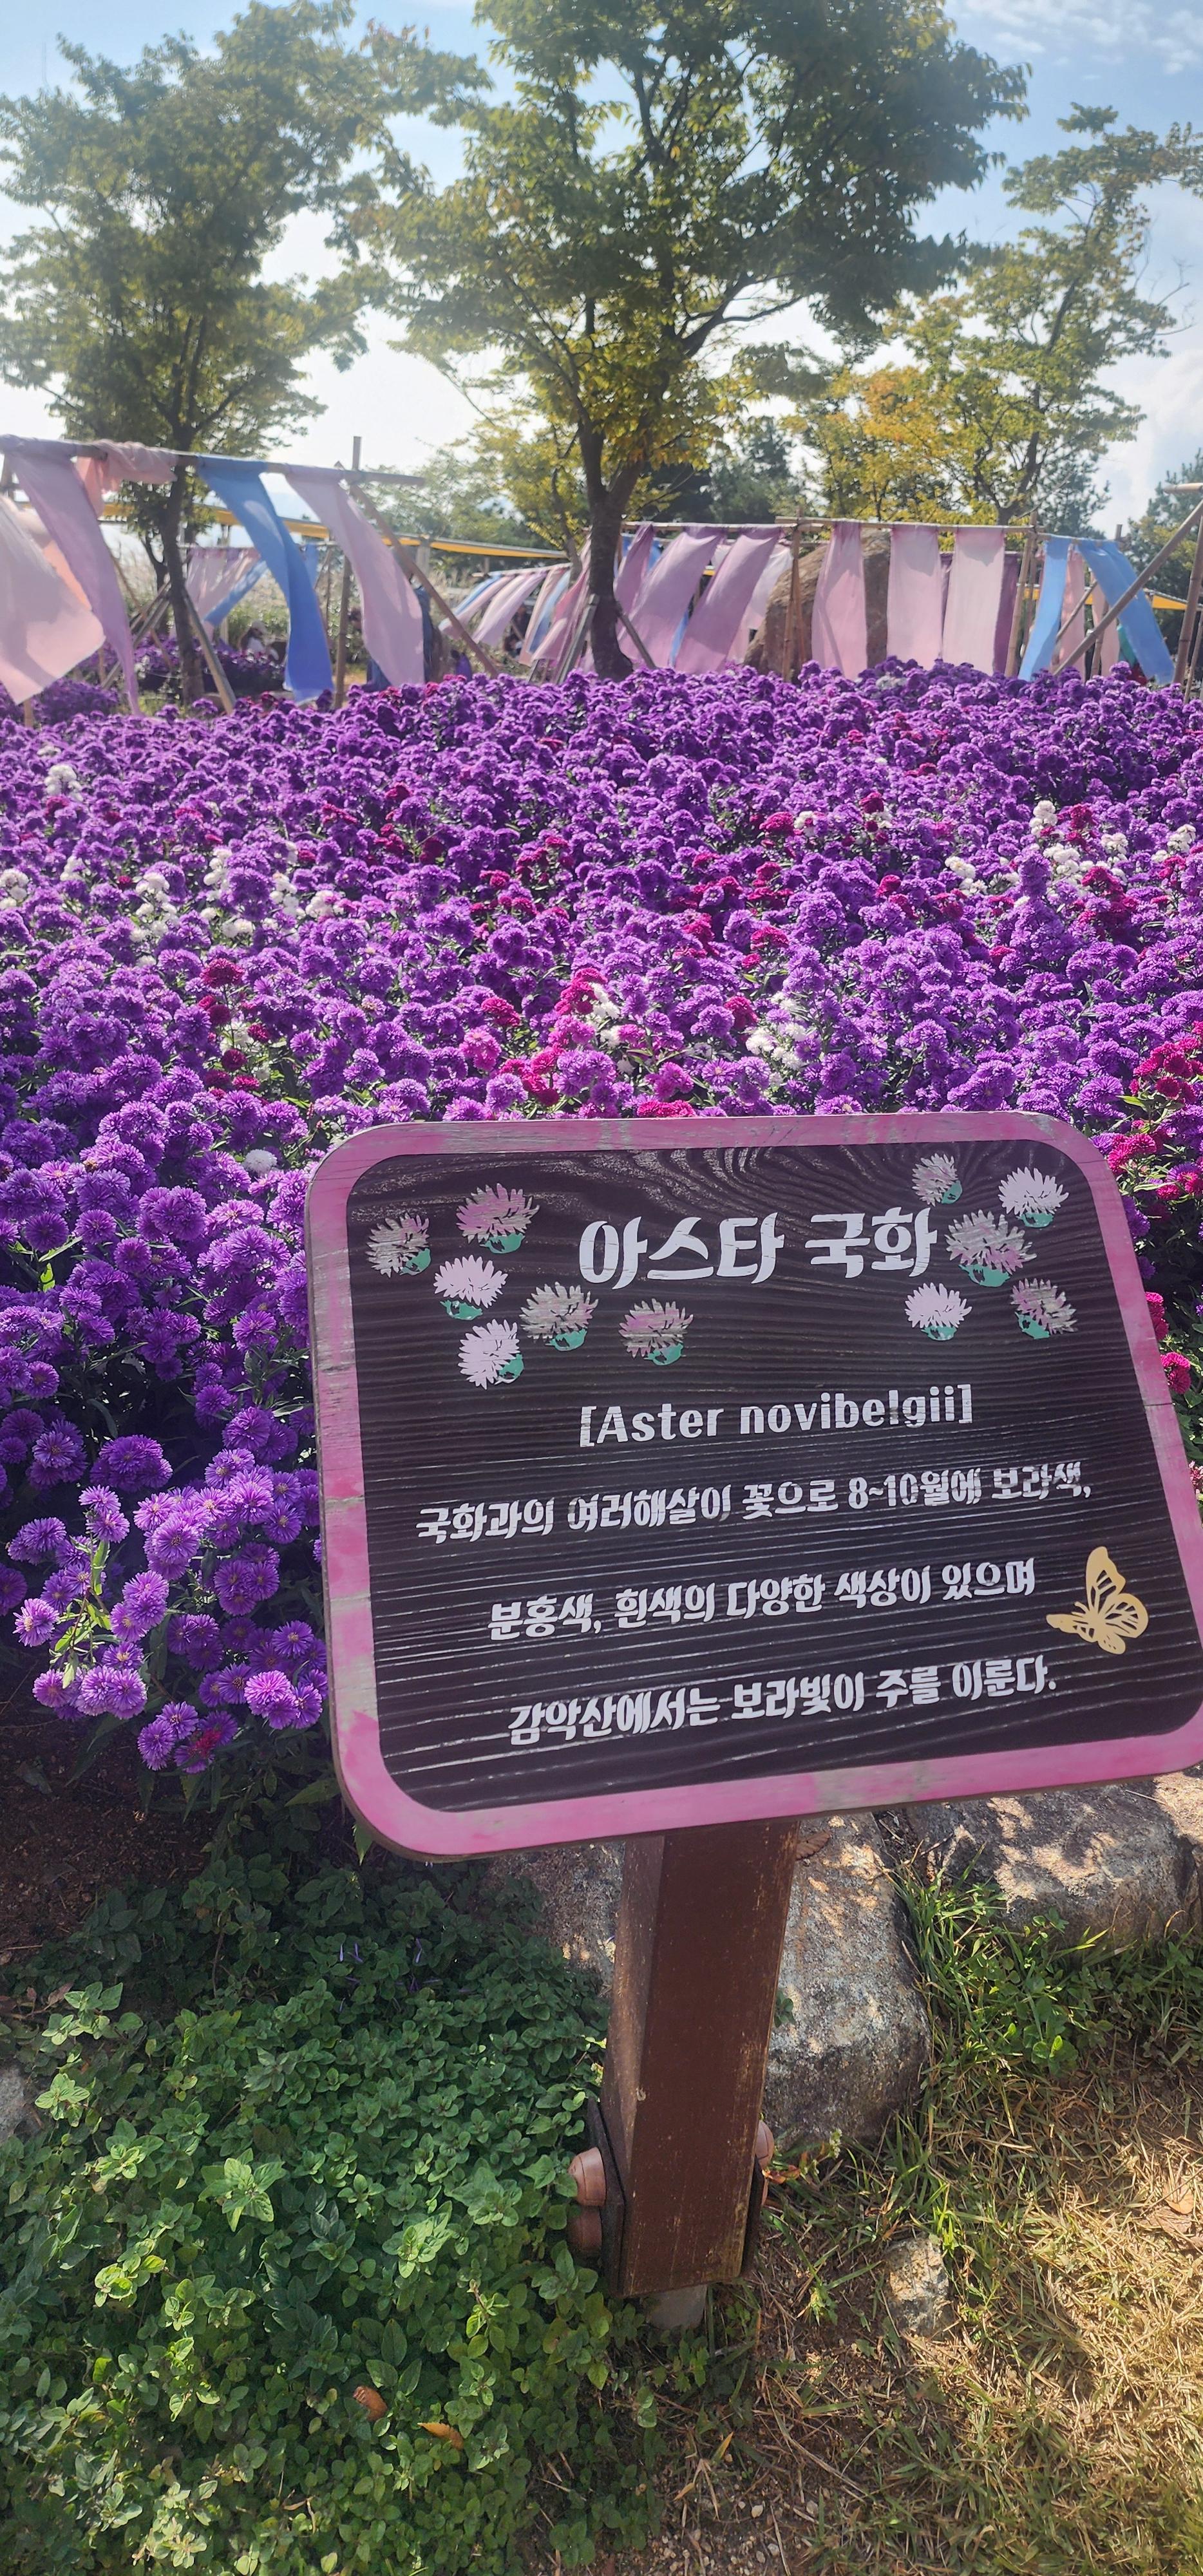 아스타 국화
[Aster novibelgii]
국화과의 여러해살이 꽃으로 8~10월에 보라색,
분홍색, 흰색의 다양한 색상이 있으며
감악산에서는 보라빛이 주를 이룬다.